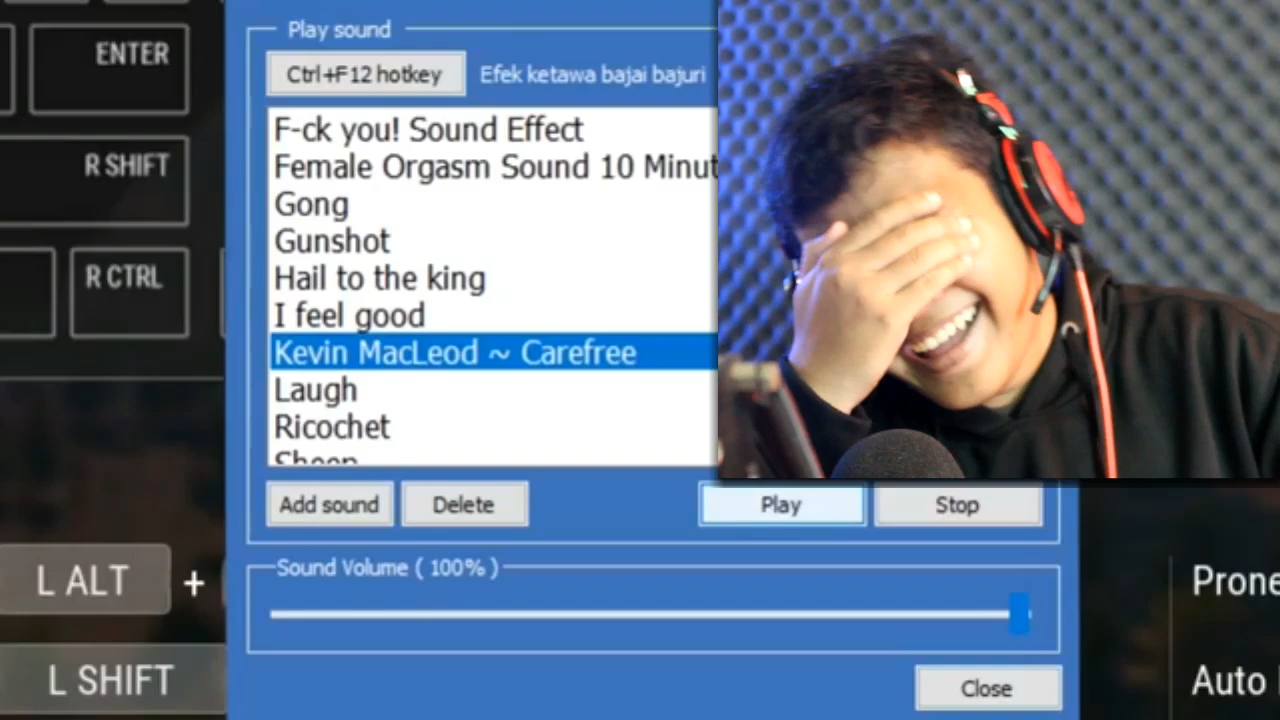 ENTER
R SHIFT
R CTRL
L ALT +
L SHIFT
Play sound
Ctrl+F12 hotkey
Efek ketawa bajai bajuri
F-ck you! Sound Effect
Female Orgasm Sound 10 Minut
Gong
Gunshot
Hail to the king
I feel good
Kevin MacLeod ~ Carefree
Laugh
Ricochet
Sheep
Add sound
Delete
Play
Stop
Sound Volume ( 100% )
Close
Prone
Auto